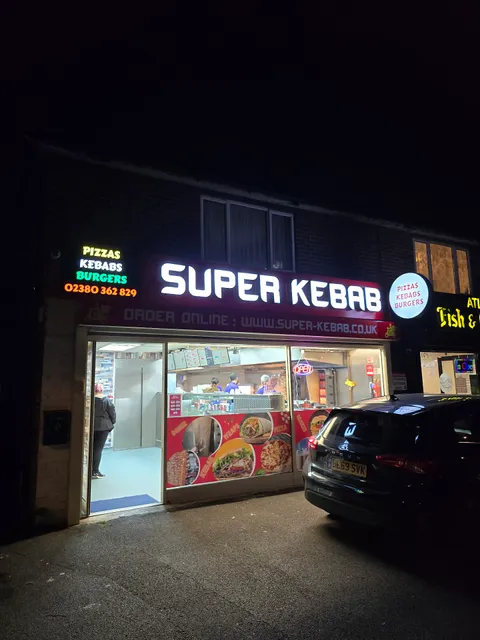 PIZZAS
KEBABS
BURGERS
02380 362 829
SUPER KEBAB
ORDER ONLINE : WWW.SUPER-KEBAB.CO.UK
PIZZAS
KEBABS
BURGERS
Fish &
OPEN